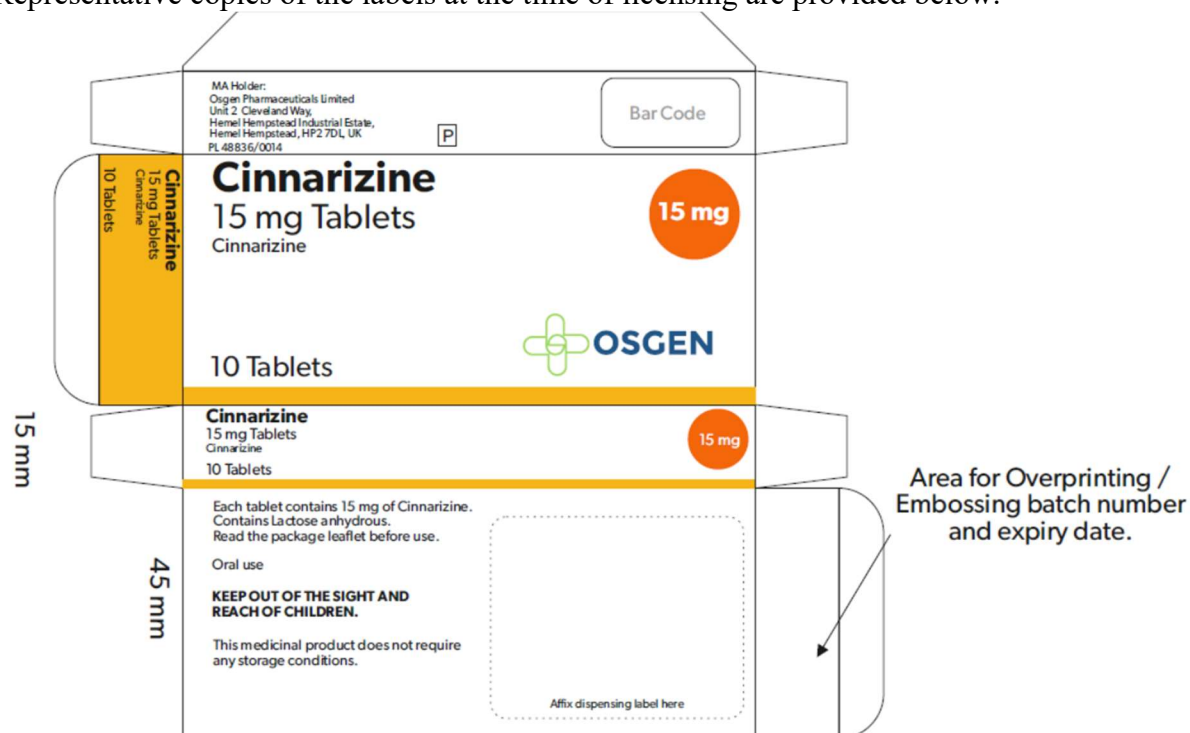 Representative copies of the labels at the time of licensing are provided below.
MA Holder:
Osgen Pharmaceuticals Limited
Unit 2 Cleveland Way,
Hemel Hempstead Industrial Estate,
Hemel Hempstead, HP2 7DL, UK
PL 48836/0014
P
Bar Code
Cinnarizine
15 mg Tablets
Cinnarizine
10 Tablets
Cinnarizine
15 mg Tablets
Cinnarizine
15 mg
OSGEN
10 Tablets
Cinnarizine
15 mg Tablets
Cinnarizine
10 Tablets
15 mg
15 mm
45 mm
Each tablet contains 15 mg of Cinnarizine.
Contains Lactose anhydrous.
Read the package leaflet before use.
Oral use
KEEP OUT OF THE SIGHT AND
REACH OF CHILDREN.
This medicinal product does not require
any storage conditions.
Affix dispensing label here
Area for Overprinting /
Embossing batch number
and expiry date.